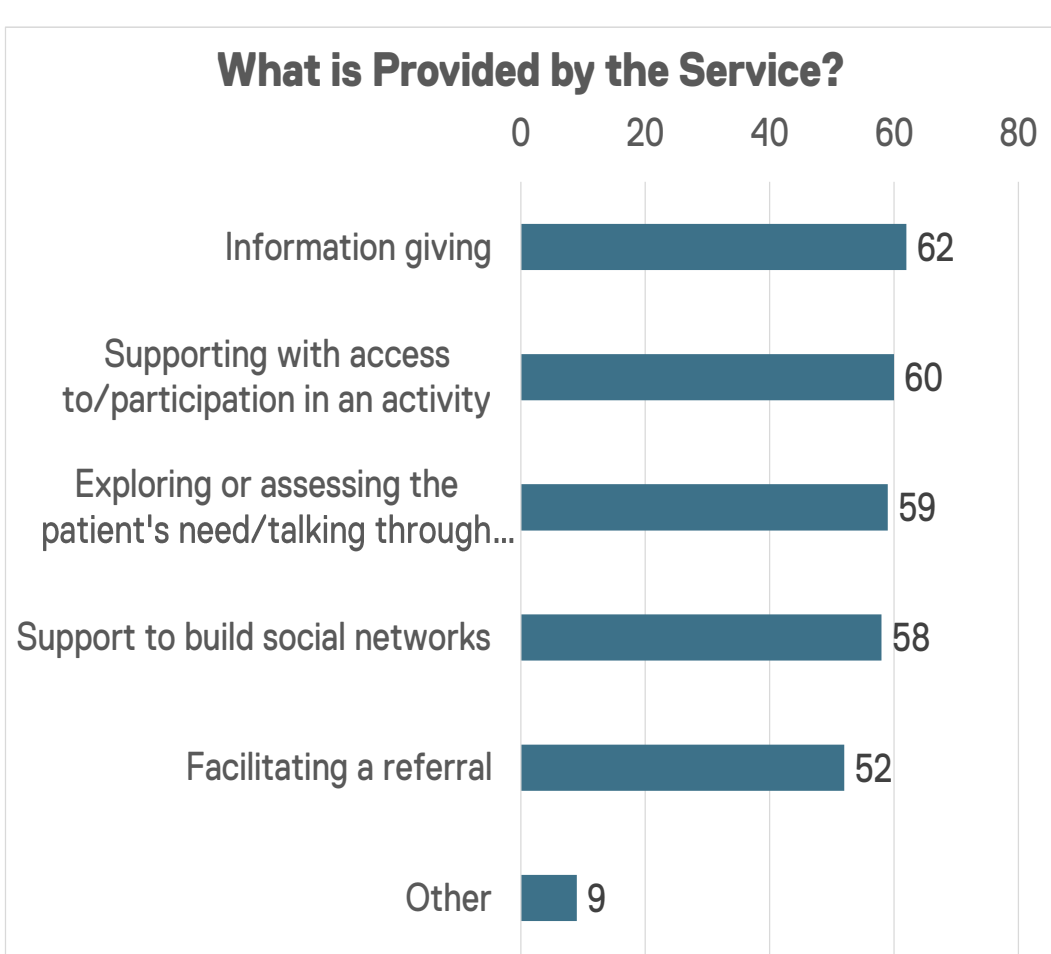 What is Provided by the Service?
0 20 40 60 80
Information giving 62
Supporting with access
to/participation in an activity 60
Exploring or assessing the
patient's need/talking through... 59
Support to build social networks 58
Facilitating a referral 52
Other 9